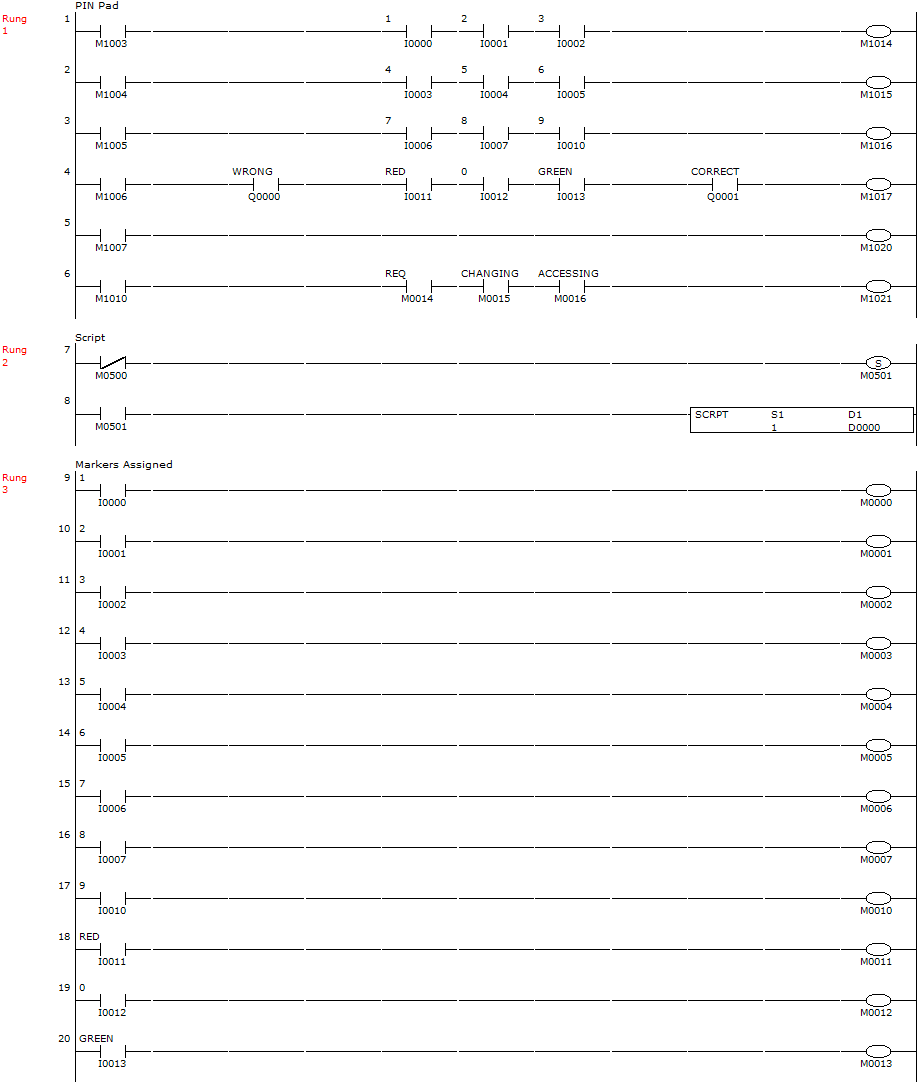 PIN Pad
Rung 1 1 2 3
1
M1003 I0000 I0001 I0002 M1014
2 4 5 6
M1004 I0003 I0004 I0005 M1015
3 7 8 9
M1005 I0006 I0007 I0010 M1016
4 WRONG RED 0 GREEN CORRECT
M1006 Q0000 I0011 I0012 I0013 Q0001 M1017
5
M1007 M1020
6 REQ CHANGING ACCESSING
M1010 M0014 M0015 M0016 M1021
Script
Rung 7
2 S
M0500 M0501
8
SCRPT S1 D1
M0501 1 D0000
Markers Assigned
Rung 9 1
3
I0000 M0000
10 2
I0001 M0001
11 3
I0002 M0002
12 4
I0003 M0003
13 5
I0004 M0004
14 6
I0005 M0005
15 7
I0006 M0006
16 8
I0007 M0007
17 9
I0010 M0010
18 RED
I0011 M0011
19 0
I0012 M0012
20 GREEN
I0013 M0013